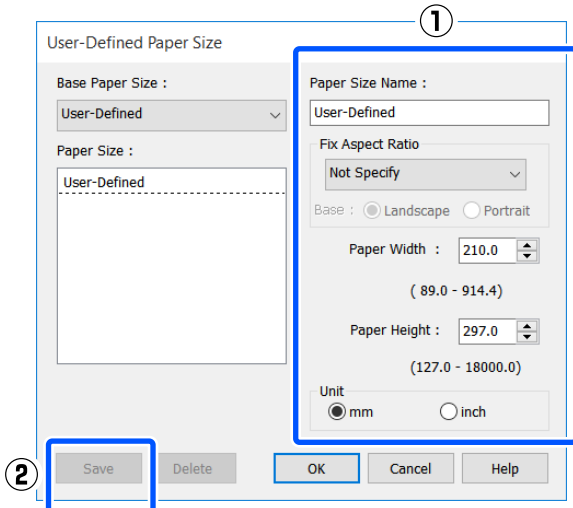 ①
User-Defined Paper Size
Base Paper Size :
User-Defined
Paper Size :
User-Defined
Paper Size Name :
User-Defined
Fix Aspect Ratio
Not Specify
Base : Landscape Portrait
Paper Width : 210.0
( 89.0 - 914.4)
Paper Height : 297.0
(127.0 - 18000.0)
Unit
mm inch
②
Save Delete OK Cancel Help